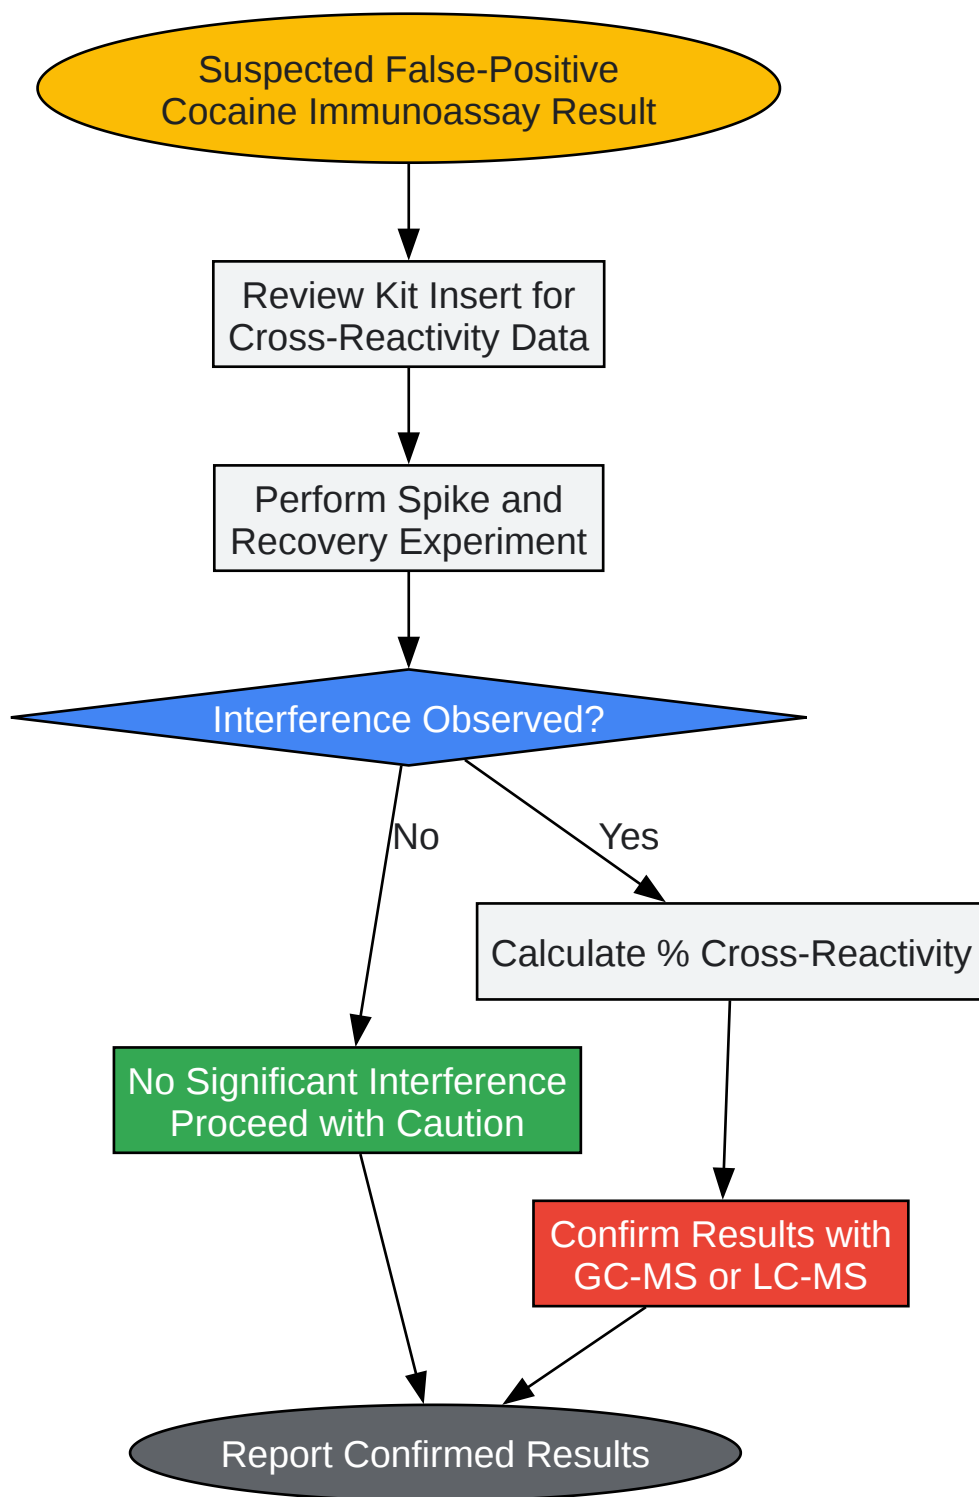 Suspected False-Positive
Cocaine Immunoassay Result
Review Kit Insert for
Cross-Reactivity Data
Perform Spike and
Recovery Experiment
Interference Observed?
No
Yes
Calculate % Cross-Reactivity
No Significant Interference
Proceed with Caution
Confirm Results with
GC-MS or LC-MS
Report Confirmed Results